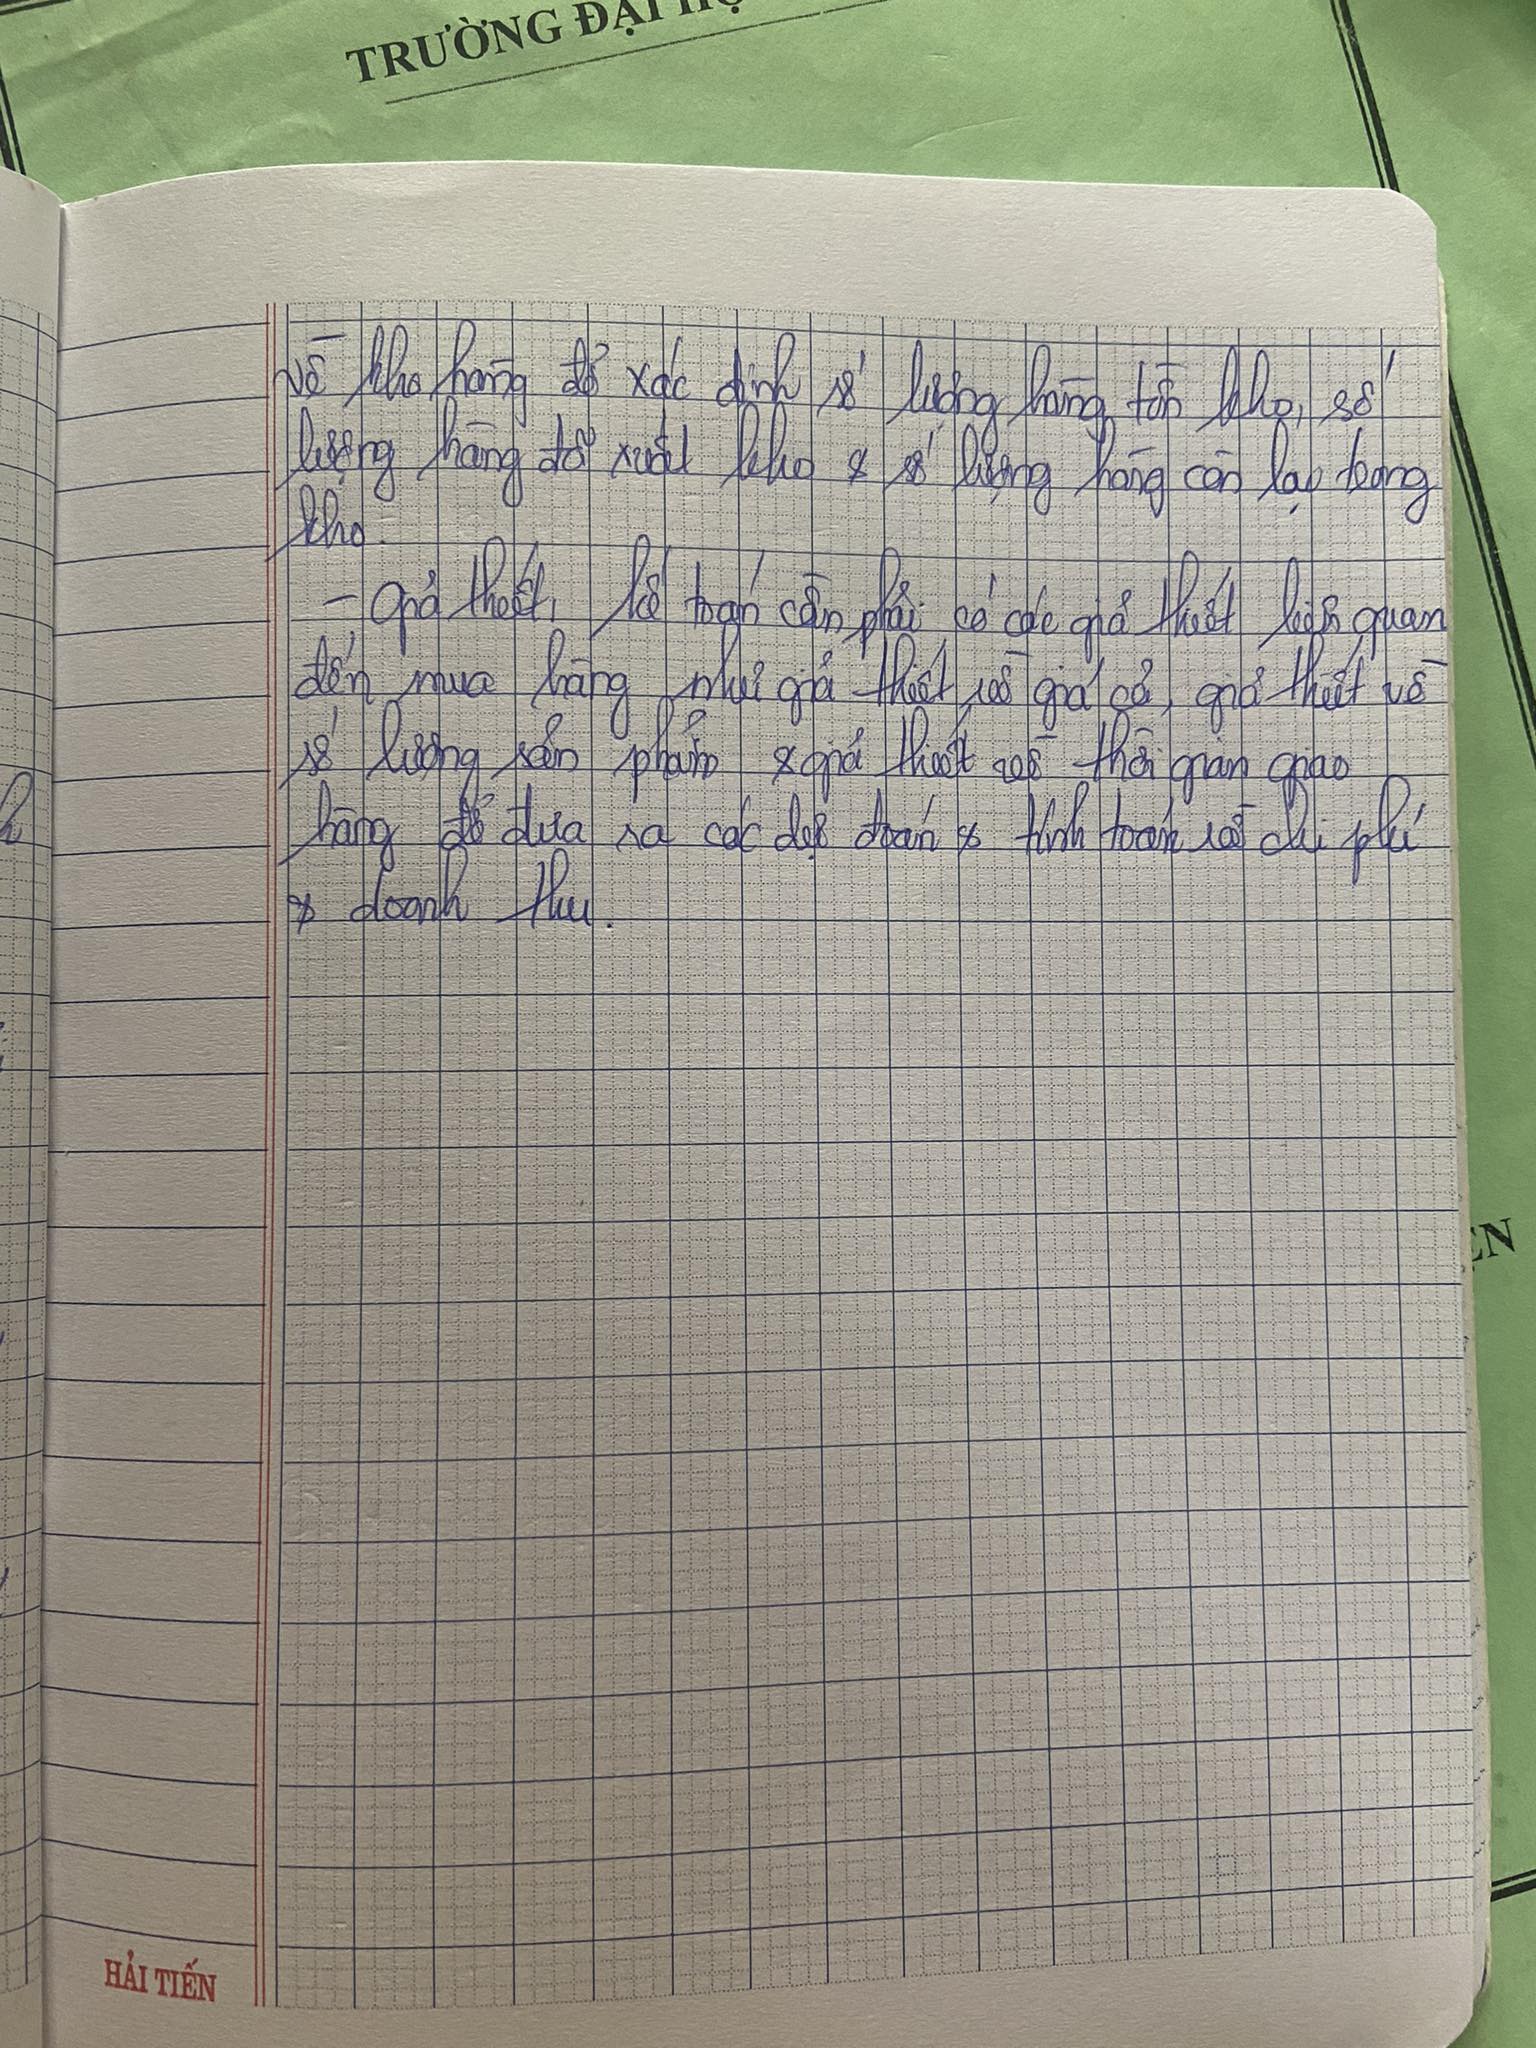 TRƯỜNG ĐẠI HỌ
về kho hàng để xác định số lượng hàng tồn kho, số
lượng hàng đã xuất kho & số lượng hàng còn lại trong
kho.
- Giả thiết, kế toán cần phải có các giả thiết liên quan
đến mua hàng như giả thiết về giá cả, giả thiết về
số lượng sản phẩm & giả thiết về thời gian giao
hàng để đưa ra các dự đoán & tính toán về chi phí
& doanh thu.
ỆN
HẢI TIẾN